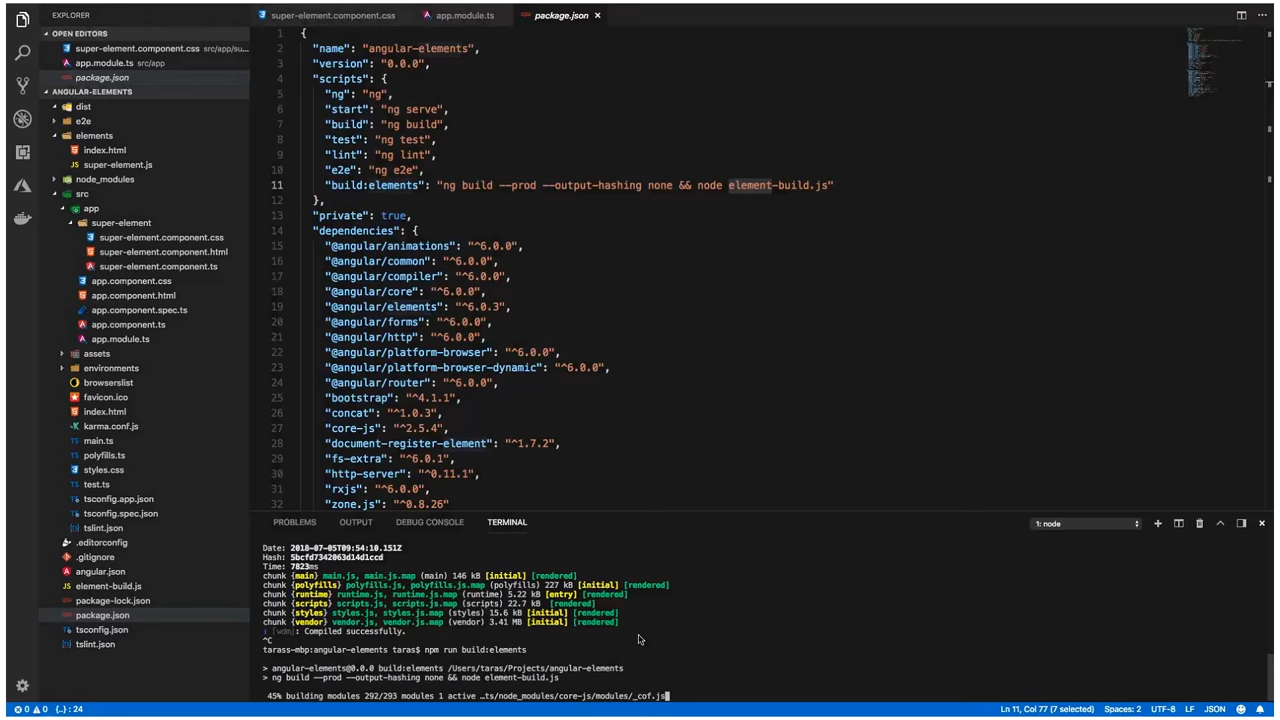 EXPLORER
OPEN EDITORS
super-element.component.css src/app/su...
app.module.ts src/app
package.json
ANGULAR-ELEMENTS
dist
e2e
elements
index.html
super-element.js
node_modules
src
app
super-element
super-element.component.css
super-element.component.html
super-element.component.ts
app.component.css
app.component.html
app.component.spec.ts
app.component.ts
app.module.ts
assets
environments
browserslist
favicon.ico
index.html
karma.conf.js
main.ts
polyfills.ts
styles.css
test.ts
tsconfig.app.json
tsconfig.spec.json
tslint.json
.editorconfig
.gitignore
angular.json
element-build.js
package-lock.json
package.json
tsconfig.json
tslint.json
super-element.component.css app.module.ts package.json ×
1 {
2 "name": "angular-elements",
3 "version": "0.0.0",
4 "scripts": {
5 "ng": "ng",
6 "start": "ng serve",
7 "build": "ng build",
8 "test": "ng test",
9 "lint": "ng lint",
10 "e2e": "ng e2e",
11 "build:elements": "ng build --prod --output-hashing none && node element-build.js"
12 },
13 "private": true,
14 "dependencies": {
15 "@angular/animations": "^6.0.0",
16 "@angular/common": "^6.0.0",
17 "@angular/compiler": "^6.0.0",
18 "@angular/core": "^6.0.0",
19 "@angular/elements": "^6.0.3",
20 "@angular/forms": "^6.0.0",
21 "@angular/http": "^6.0.0",
22 "@angular/platform-browser": "^6.0.0",
23 "@angular/platform-browser-dynamic": "^6.0.0",
24 "@angular/router": "^6.0.0",
25 "bootstrap": "^4.1.1",
26 "concat": "^1.0.3",
27 "core-js": "^2.5.4",
28 "document-register-element": "^1.7.2",
29 "fs-extra": "^6.0.1",
30 "http-server": "^0.11.1",
31 "rxjs": "^6.0.0",
32 "zone.js": "^0.8.26"
PROBLEMS OUTPUT DEBUG CONSOLE TERMINAL 1: node
Date: 2018-07-05T09:54:10.151Z
Hash: 5bcfd7342063d14d1ccd
Time: 7823ms
chunk {main} main.js, main.js.map (main) 146 kB [initial] [rendered]
chunk {polyfills} polyfills.js, polyfills.js.map (polyfills) 227 kB [initial] [rendered]
chunk {runtime} runtime.js, runtime.js.map (runtime) 5.22 kB [entry] [rendered]
chunk {scripts} scripts.js, scripts.js.map (scripts) 22.7 kB [rendered]
chunk {styles} styles.js, styles.js.map (styles) 15.6 kB [initial] [rendered]
chunk {vendor} vendor.js, vendor.js.map (vendor) 3.41 MB [initial] [rendered]
ℹ ｢wdm｣: Compiled successfully.
^C
tarass-mbp:angular-elements taras$ npm run build:elements
> angular-elements@0.0.0 build:elements /Users/taras/Projects/angular-elements
> ng build --prod --output-hashing none && node element-build.js
45% building modules 292/293 modules 1 active …ts/node_modules/core-js/modules/_cof.js
0 0 {..} : 24 Ln 11, Col 77 (7 selected) Spaces: 2 UTF-8 LF JSON